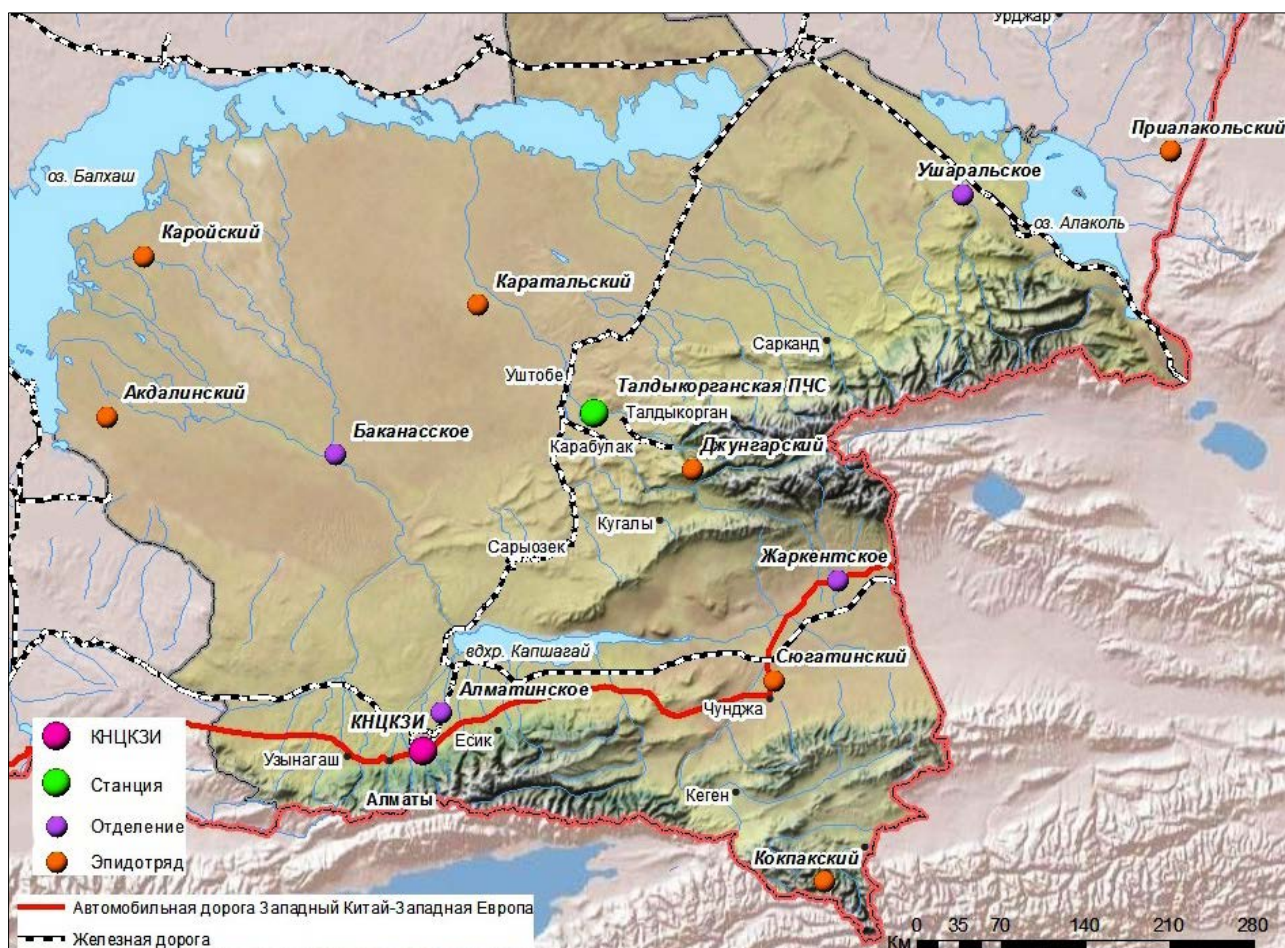 Урджар
Приалакольский
Ушаральское
оз. Балхаш
оз. Алаколь
Каройский
Каратальский
Сарканд
Уштобе
Талдыкорганская ПЧС
Акдалинский
Талдыкорган
Баканасское
Карабулак
Джунгарский
Кугалы
Сарыозек
Жаркентское
вдхр. Капшагай
Сюгатинский
Алматинское
Чунджа
КНЦКЗИ
Есик
Узынагаш
Кеген
Алматы
Кокпакский
КНЦКЗИ
Станция
Отделение
Эпидотряд
Автомобильная дорога Западный Китай-Западная Европа
Железная дорога
0 35 70 140 210 280
Км